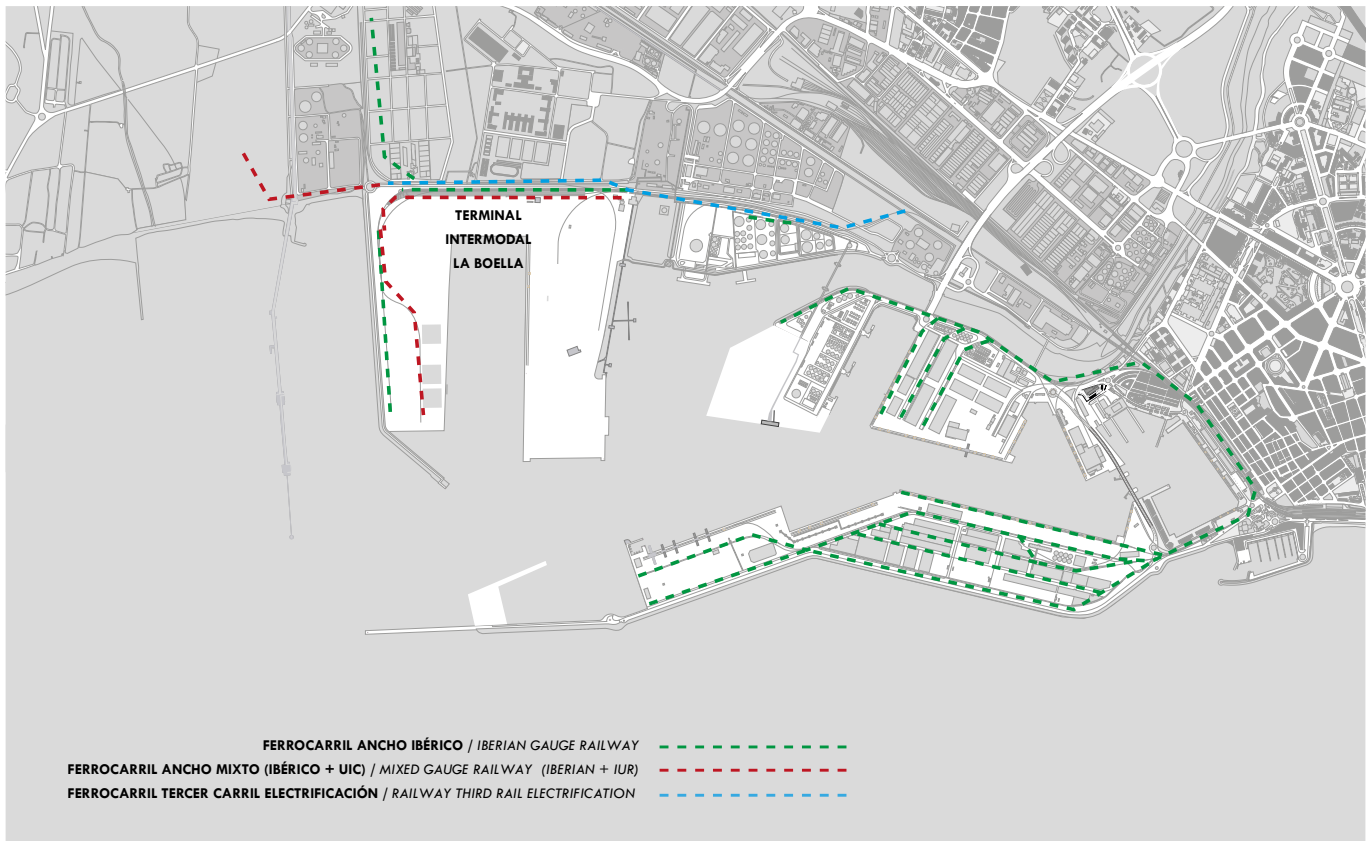 TERMINAL
INTERMODAL
LA BOELLA
FERROCARRIL ANCHO IBÉRICO / IBERIAN GAUGE RAILWAY
FERROCARRIL ANCHO MIXTO (IBÉRICO + UIC) / MIXED GAUGE RAILWAY (IBERIAN + IUR)
FERROCARRIL TERCER CARRIL ELECTRIFICACIÓN / RAILWAY THIRD RAIL ELECTRIFICATION